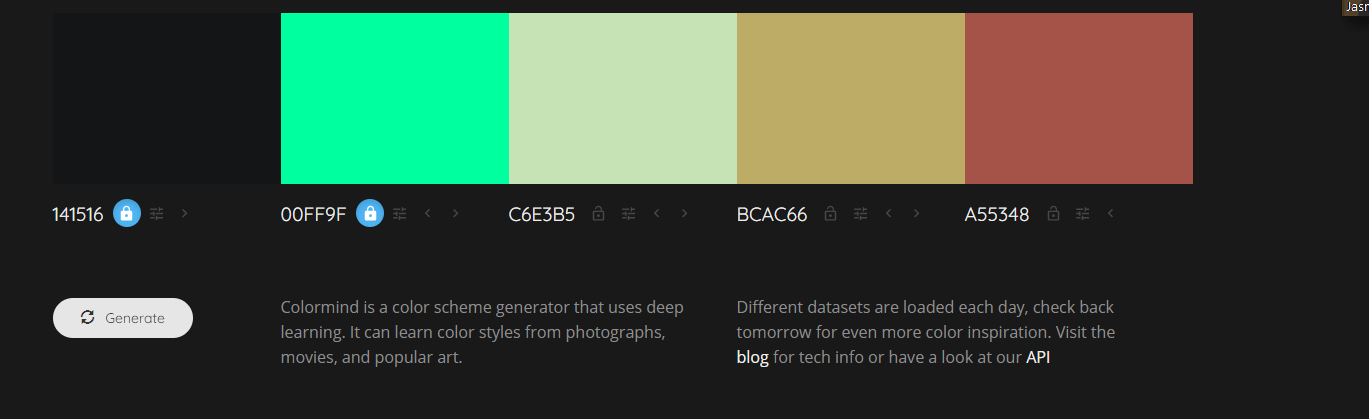 Jasr
141516
00FF9F
C6E3B5
BCAC66
A55348
Generate
Colormind is a color scheme generator that uses deep
learning. It can learn color styles from photographs,
movies, and popular art.
Different datasets are loaded each day, check back
tomorrow for even more color inspiration. Visit the
blog for tech info or have a look at our API